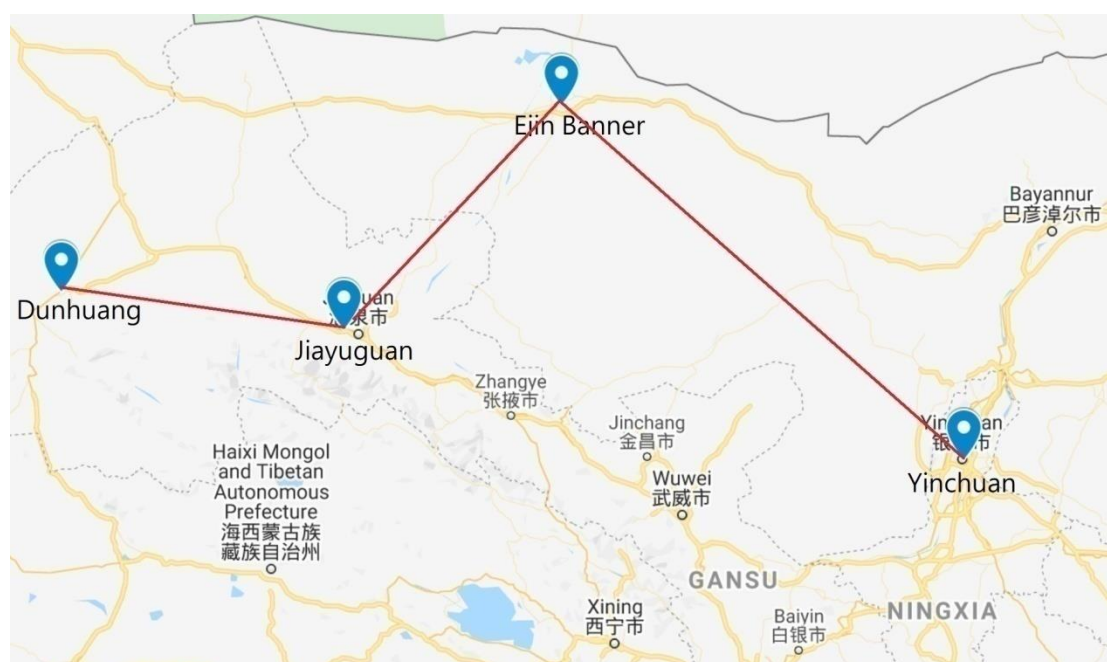 Ejin Banner
Bayannur
巴彦淖尔市
Dunhuang
泉市
Jiayuguan
Zhangye
张掖市
Jinchang
金昌市
Wuwei
武威市
Yinchuan
Haixi Mongol
and Tibetan
Autonomous
Prefecture
海西蒙古族
藏族自治州
GANSU
NINGXIA
Xining
西宁市
Baiyin
白银市